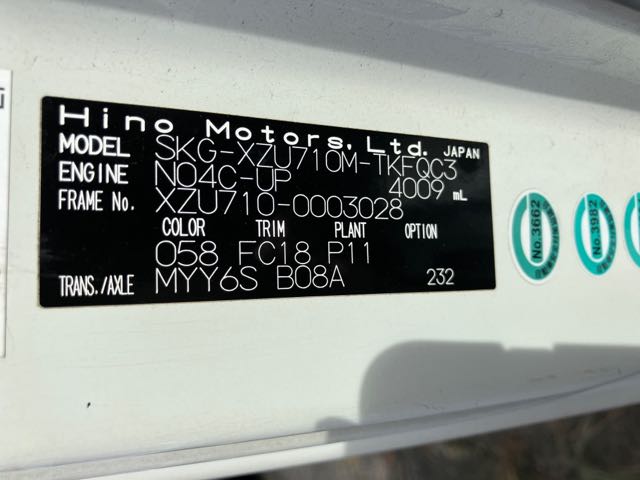 Hino Motors, Ltd. JAPAN
MODEL SKG-XZU710M-TKFQC3
ENGINE N04C-UP 4009 mL
FRAME No. XZU710-0003028
COLOR TRIM PLANT OPTION
058 FC18 P11
TRANS./AXLE MYY6S B08A 232
No.3662
No.3982